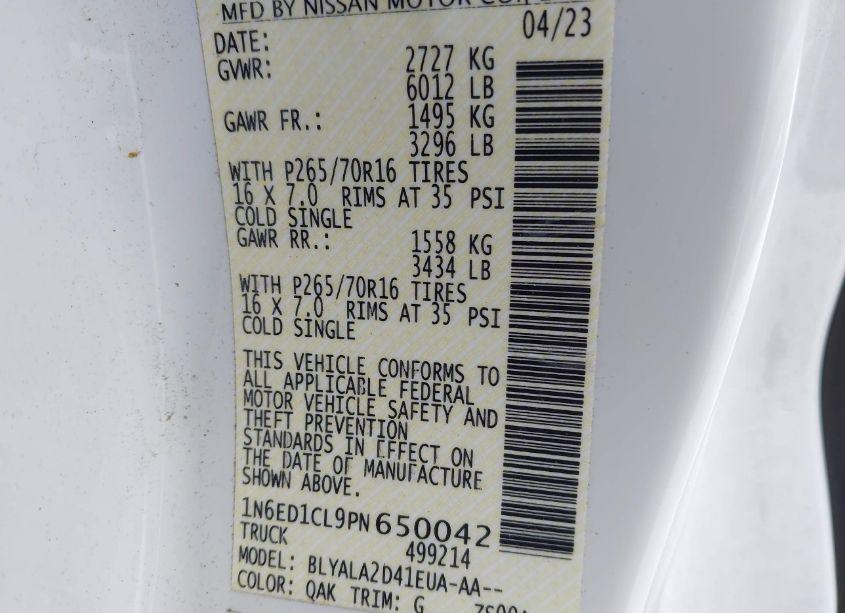 MFD BY NISSAN MOTOR CO.
DATE: 04/23
GVWR: 2727 KG
6012 LB
GAWR FR.: 1495 KG
3296 LB
WITH P265/70R16 TIRES
16 X 7.0 RIMS AT 35 PSI
COLD SINGLE
GAWR RR.: 1558 KG
3434 LB
WITH P265/70R16 TIRES
16 X 7.0 RIMS AT 35 PSI
COLD SINGLE
THIS VEHICLE CONFORMS TO
ALL APPLICABLE FEDERAL
MOTOR VEHICLE SAFETY AND
THEFT PREVENTION
STANDARDS IN EFFECT ON
THE DATE OF MANUFACTURE
SHOWN ABOVE.
1N6ED1CL9PN650042
TRUCK 499214
MODEL: BLYALA2D41EUA-AA--
COLOR: QAK TRIM: G